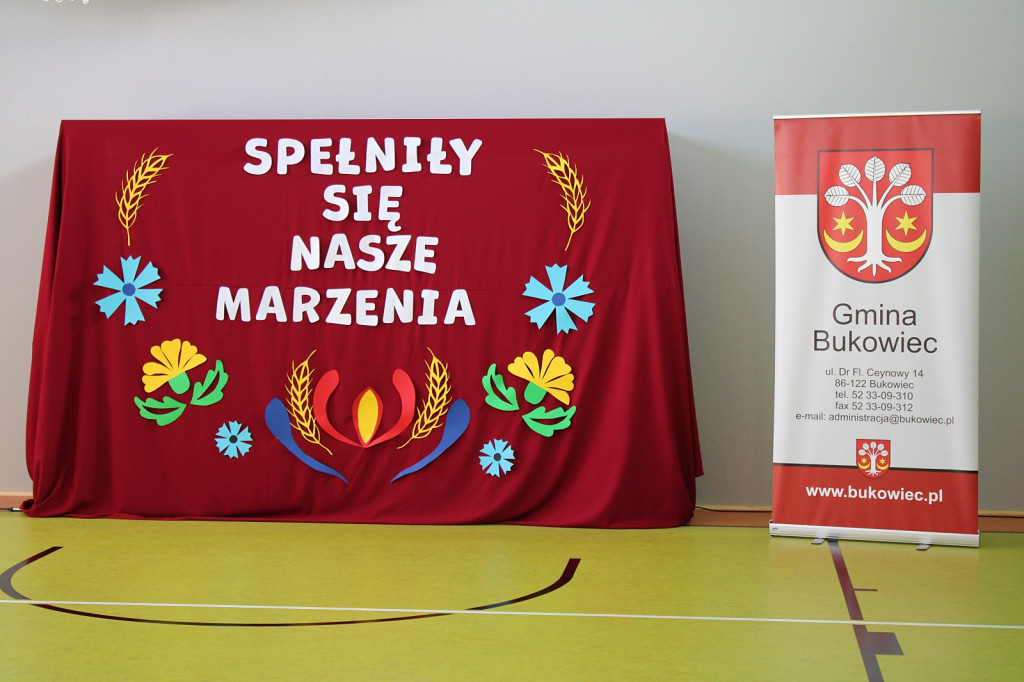 SPEŁNIŁY
SIĘ
NASZE
MARZENIA
Gmina
Bukowiec
ul. Dr Fl. Ceynowy 14
86-122 Bukowiec
tel. 52 33-09-310
fax 52 33-09-312
e-mail: administracja@bukowiec.pl
www.bukowiec.pl